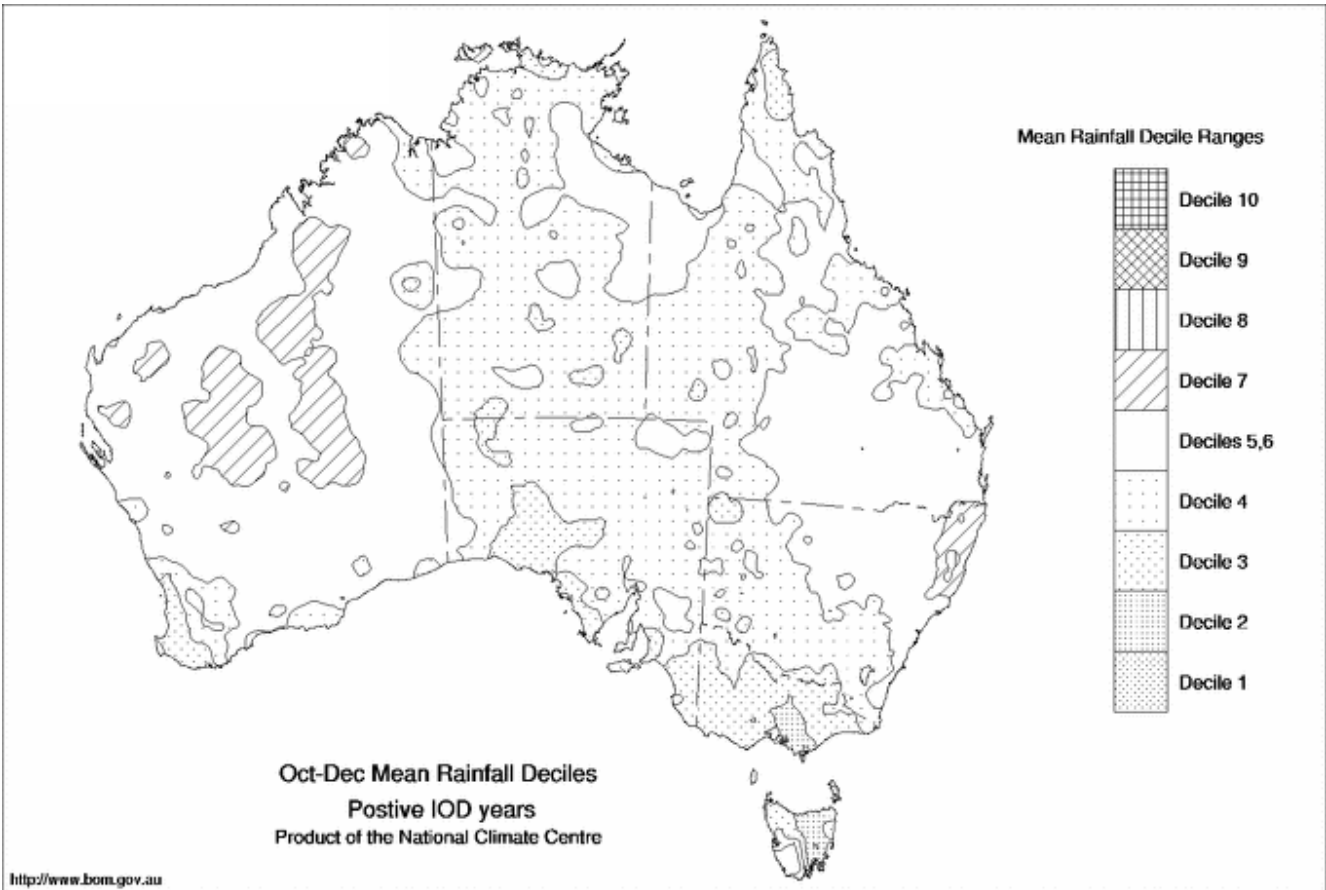 Mean Rainfall Decile Ranges
Decile 10
Decile 9
Decile 8
Decile 7
Deciles 5,6
Decile 4
Decile 3
Decile 2
Decile 1
Oct-Dec Mean Rainfall Deciles
Postive IOD years
Product of the National Climate Centre
http://www.bom.gov.au